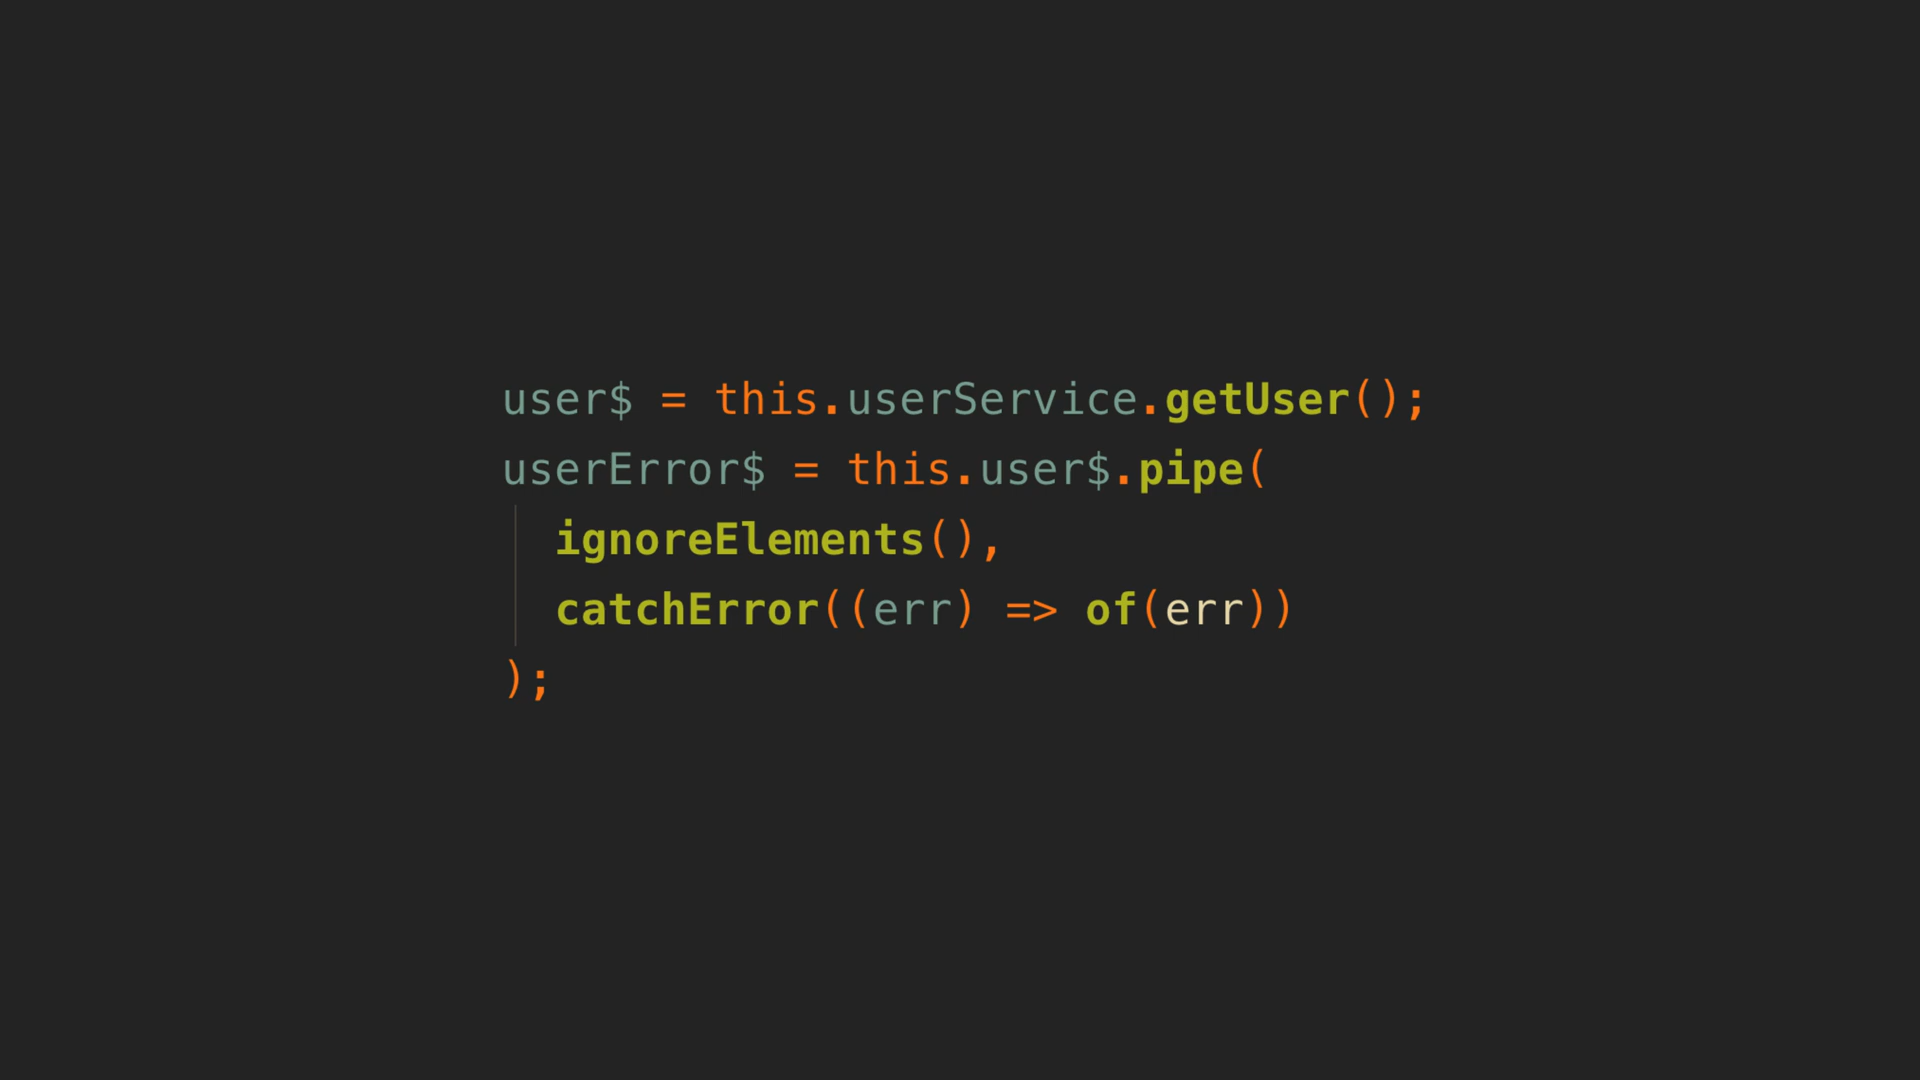 user$ = this.userService.getUser();
userError$ = this.user$.pipe(
  ignoreElements(),
  catchError((err) => of(err))
);